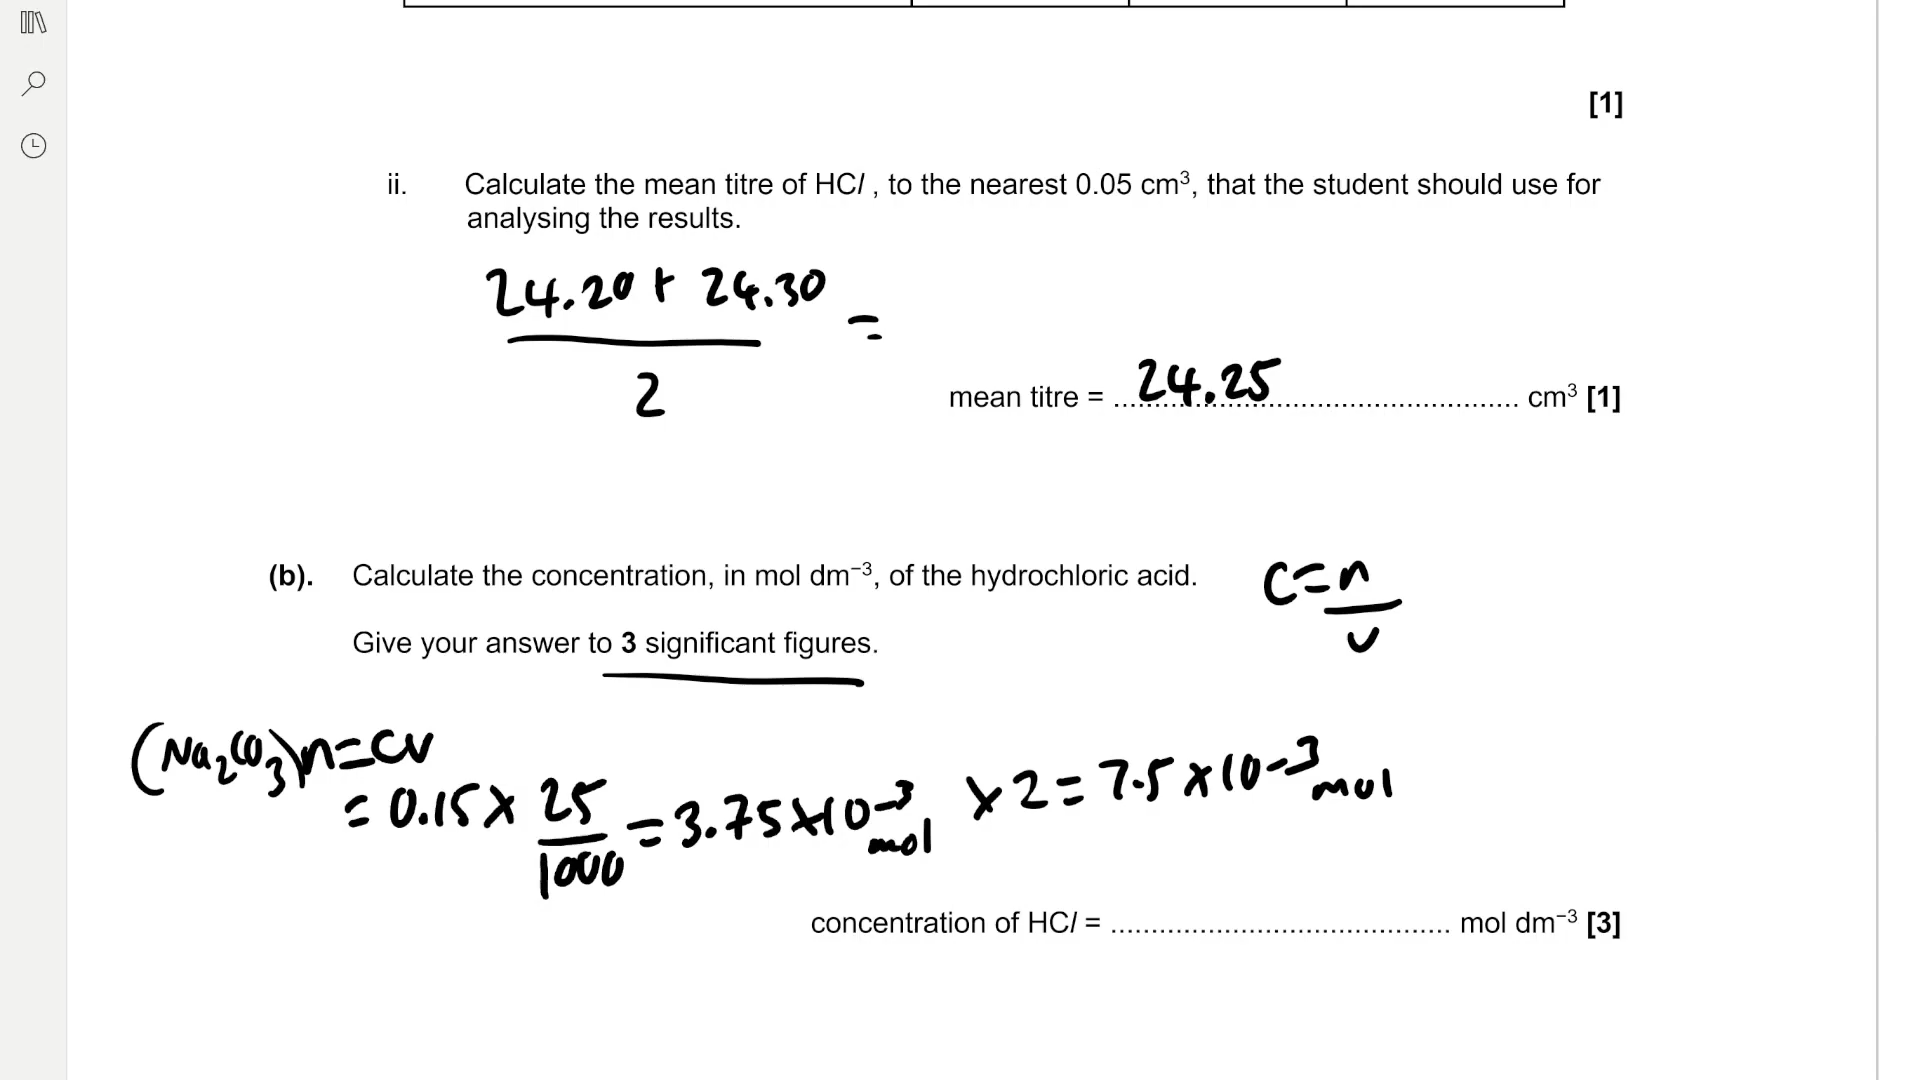 [1]
ii. Calculate the mean titre of HCl , to the nearest 0.05 cm³, that the student should use for
analysing the results.
24.20 + 24.30 =
2
mean titre = 24.25 cm³ [1]
(b). Calculate the concentration, in mol dm⁻³, of the hydrochloric acid.
C=n
v
Give your answer to 3 significant figures.
(Na₂CO₃)n=cv
= 0.15 × 25 = 3.75×10⁻³ mol × 2 = 7.5 × 10⁻³ mol
1000
concentration of HCl = .......................................... mol dm⁻³ [3]